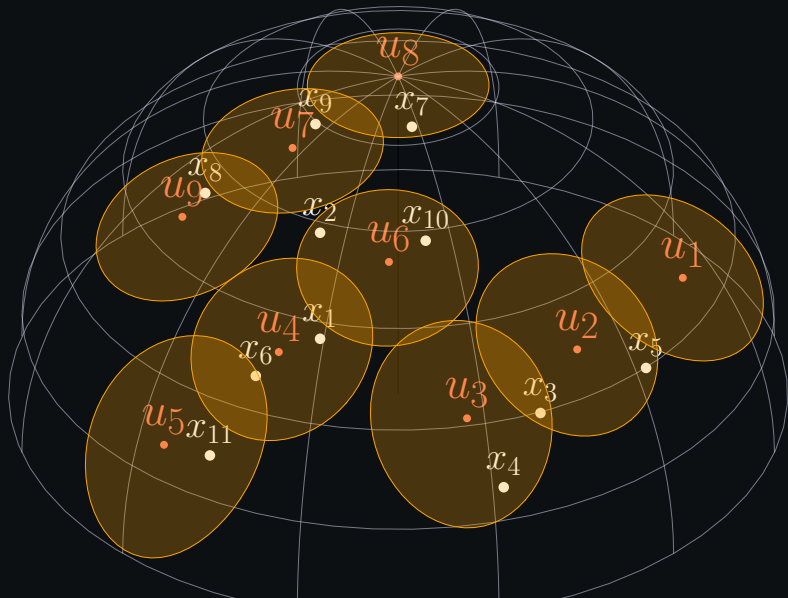 u₈
x₉
x₇
u₇
x₈
u₉
x₂
x₁₀
u₆
u₁
x₁
u₄
u₂
x₅
x₆
x₃
u₃
u₅
x₁₁
x₄